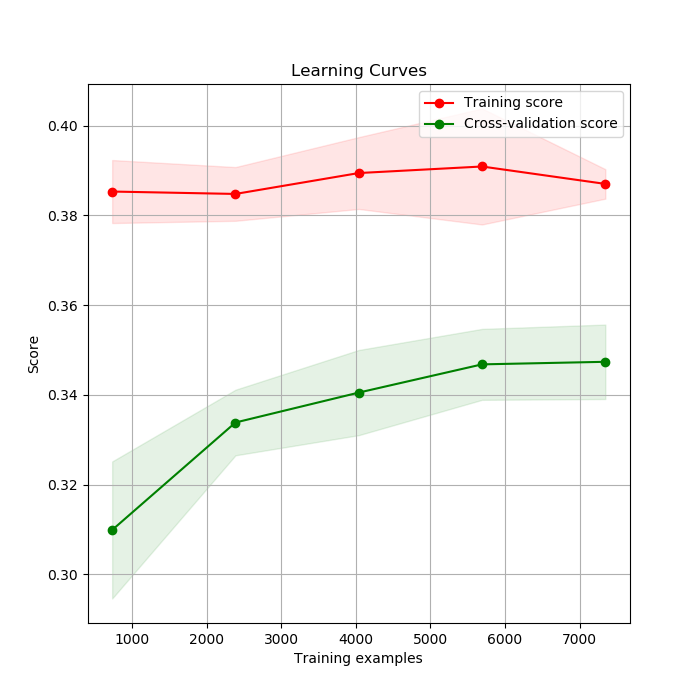 Learning Curves
Training score
Cross-validation score
0.40
0.38
0.36
0.34
0.32
0.30
Score
1000 2000 3000 4000 5000 6000 7000
Training examples